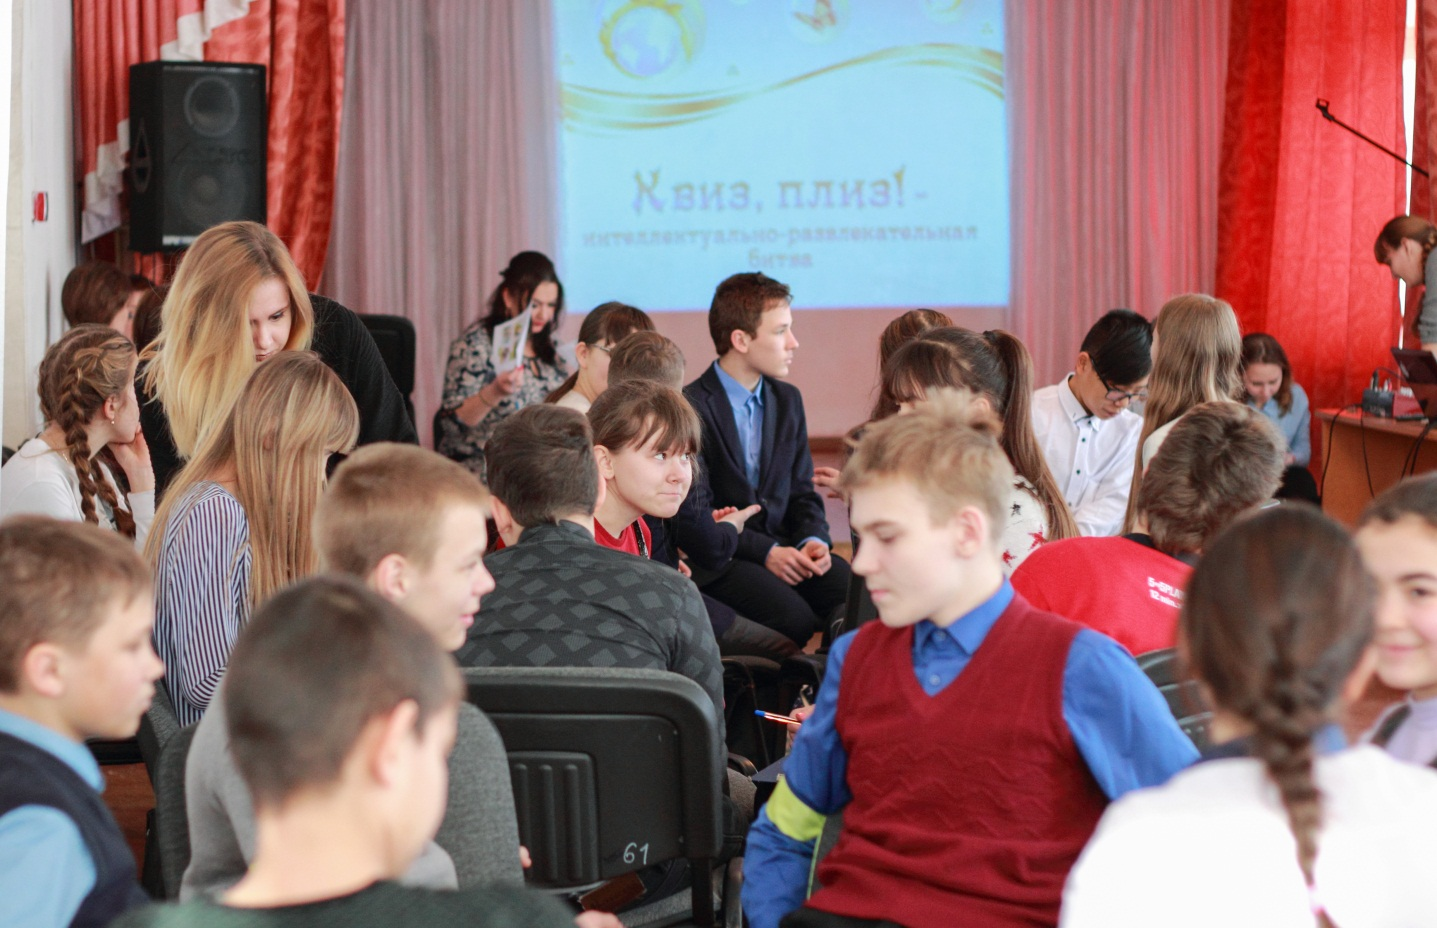 Квиз, плиз! -
интеллектуально-развлекательная
битва
61